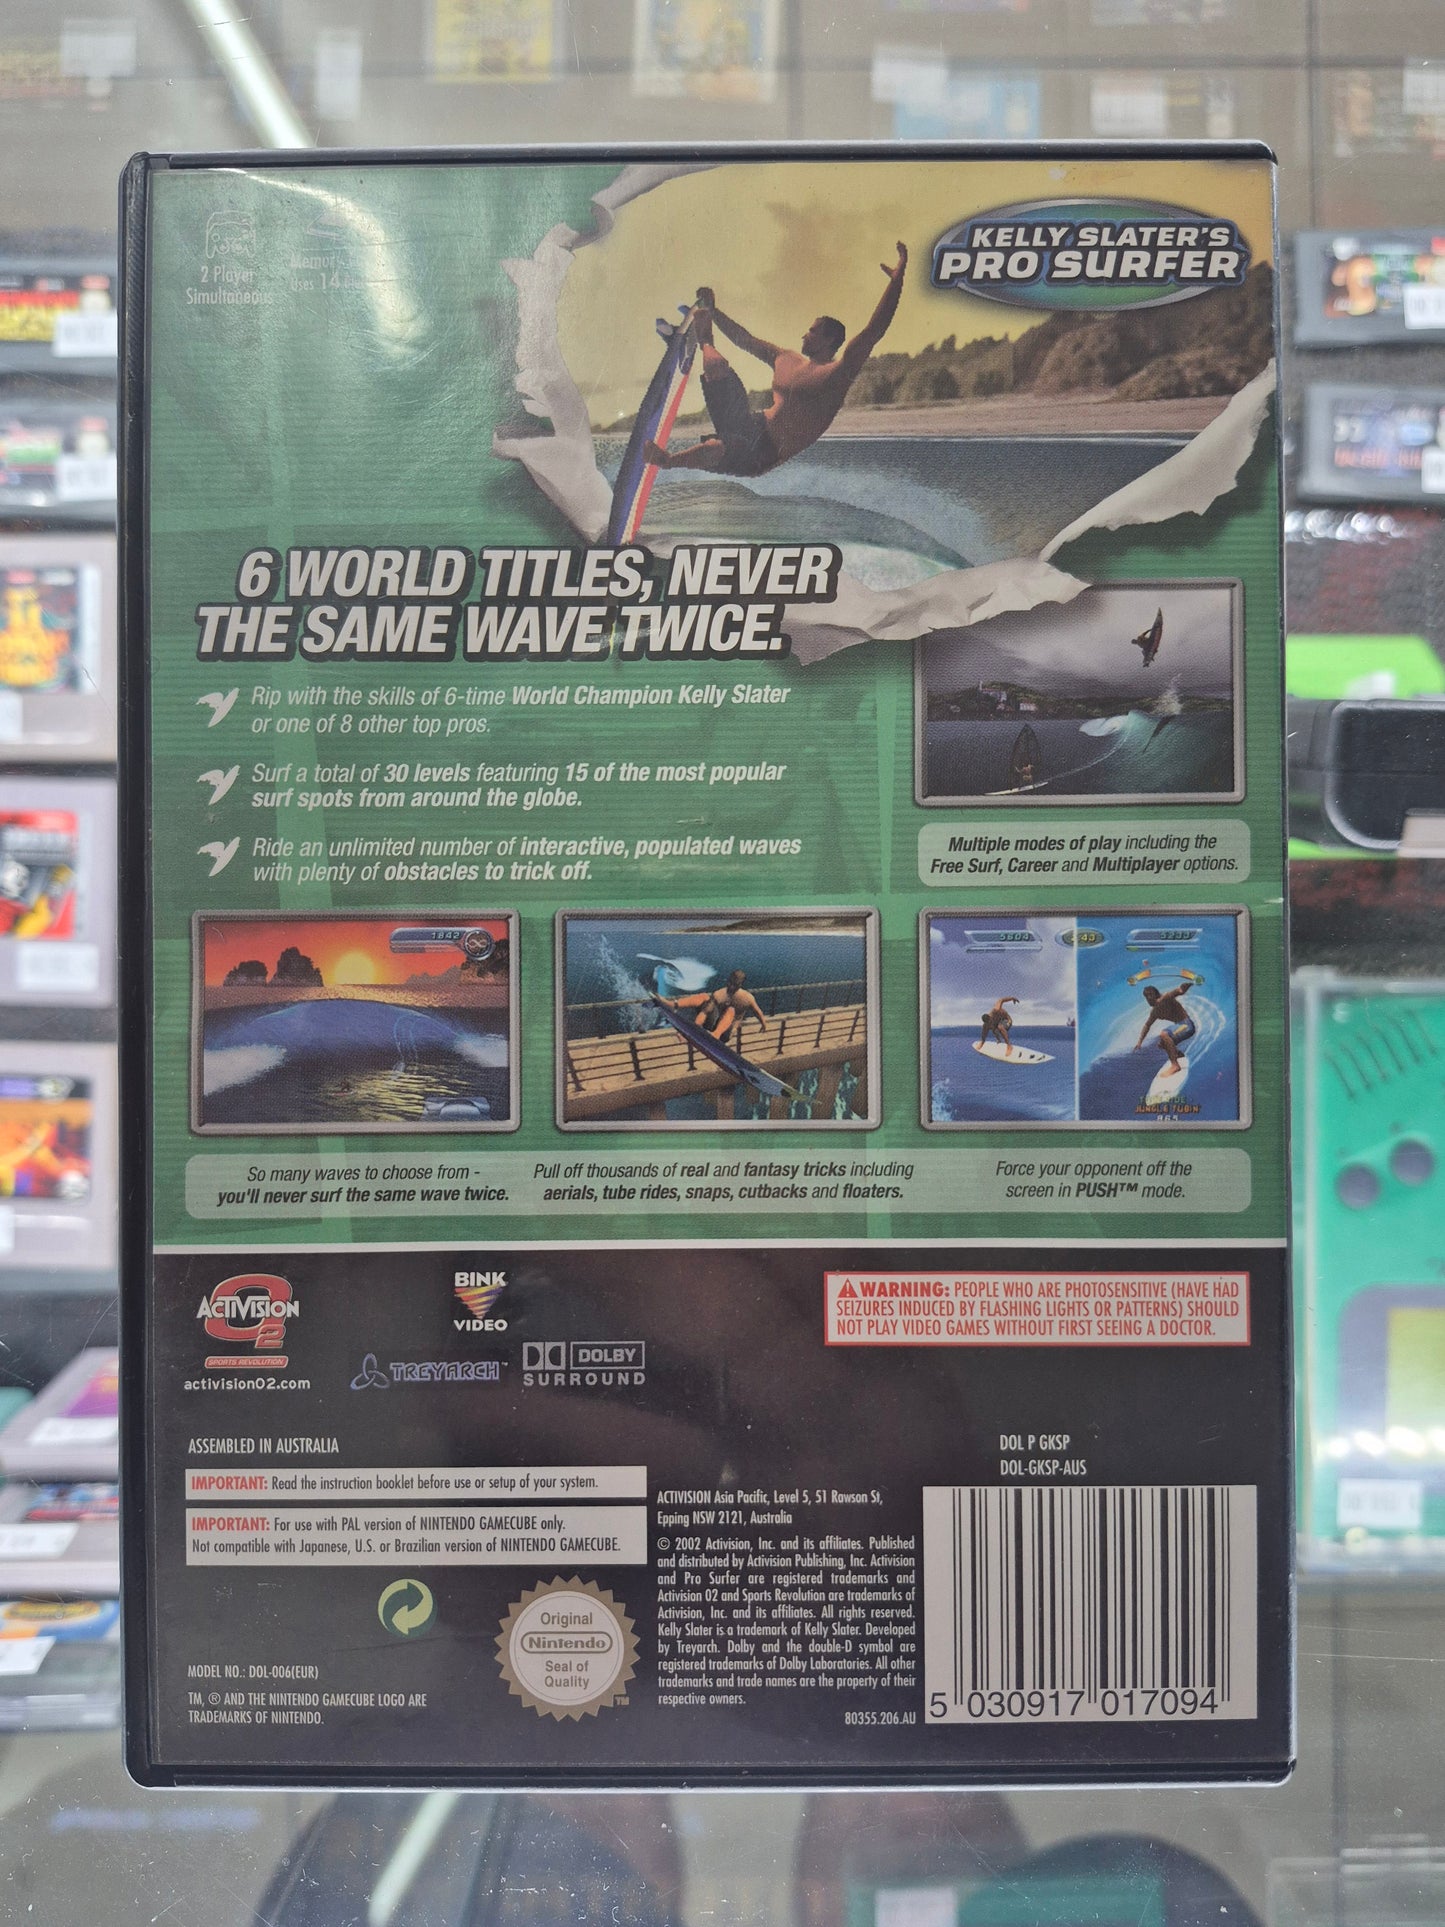 2 Player
Simultaneous
Memory
Uses 14
KELLY SLATER'S
PRO SURFER
6 WORLD TITLES, NEVER
THE SAME WAVE TWICE.
Rip with the skills of 6-time World Champion Kelly Slater
or one of 8 other top pros.
Surf a total of 30 levels featuring 15 of the most popular
surf spots from around the globe.
Ride an unlimited number of interactive, populated waves
with plenty of obstacles to trick off.
Multiple modes of play including the
Free Surf, Career and Multiplayer options.
1842
5604
43
5233
JUNGLE TUBIN'
So many waves to choose from -
you'll never surf the same wave twice.
Pull off thousands of real and fantasy tricks including
aerials, tube rides, snaps, cutbacks and floaters.
Force your opponent off the
screen in PUSH™ mode.
ACTIVISION
O2
SPORTS REVOLUTION
activisionO2.com
BINK
VIDEO
TREYARCH™
DOLBY
SURROUND
WARNING: PEOPLE WHO ARE PHOTOSENSITIVE (HAVE HAD
SEIZURES INDUCED BY FLASHING LIGHTS OR PATTERNS) SHOULD
NOT PLAY VIDEO GAMES WITHOUT FIRST SEEING A DOCTOR.
ASSEMBLED IN AUSTRALIA
IMPORTANT: Read the instruction booklet before use or setup of your system.
IMPORTANT: For use with PAL version of NINTENDO GAMECUBE only.
Not compatible with Japanese, U.S. or Brazilian version of NINTENDO GAMECUBE.
MODEL NO.: DOL-006(EUR)
TM, ® AND THE NINTENDO GAMECUBE LOGO ARE
TRADEMARKS OF NINTENDO.
Original
Nintendo
Seal of
Quality
TM
ACTIVISION Asia Pacific, Level 5, 51 Rawson St,
Epping NSW 2121, Australia
© 2002 Activision, Inc. and its affiliates. Published
and distributed by Activision Publishing, Inc. Activision
and Pro Surfer are registered trademarks and
Activision O2 and Sports Revolution are trademarks of
Activision, Inc. and its affiliates. All rights reserved.
Kelly Slater is a trademark of Kelly Slater. Developed
by Treyarch. Dolby and the double-D symbol are
registered trademarks of Dolby Laboratories. All other
trademarks and trade names are the property of their
respective owners.
80355.206.AU
DOL P GKSP
DOL-GKSP-AUS
5 030917 017094